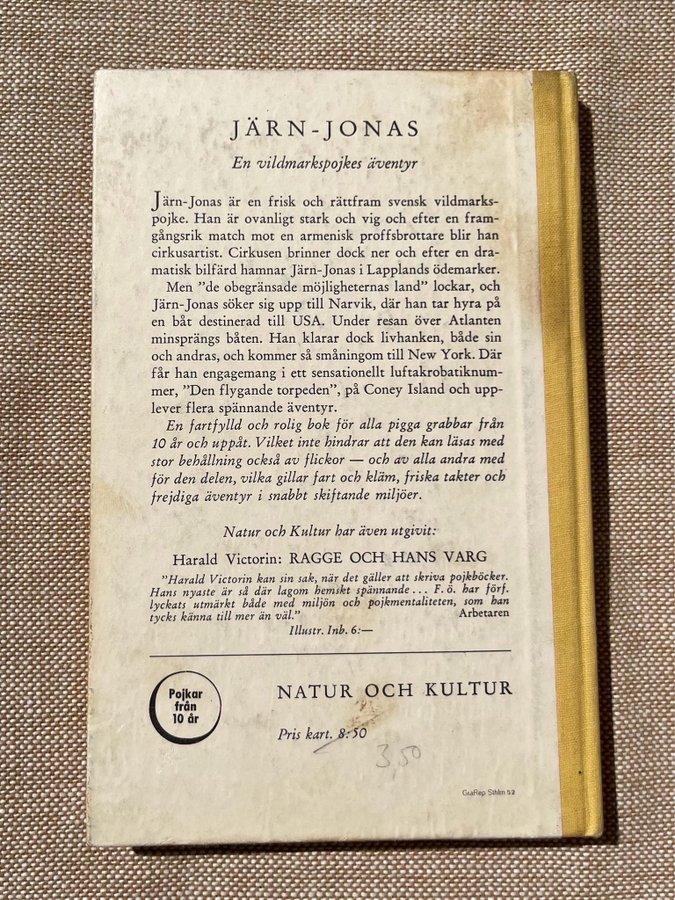 JÄRN-JONAS
En vildmarkspojkes äventyr
Järn-Jonas är en frisk och rättfram svensk vildmarks-
pojke. Han är ovanligt stark och vig och efter en fram-
gångsrik match mot en armenisk proffsbrottare blir han
cirkusartist. Cirkusen brinner dock ner och efter en dra-
matisk bilfärd hamnar Järn-Jonas i Lapplands ödemarker.
Men ”de obegränsade möjligheternas land” lockar, och
Järn-Jonas söker sig upp till Narvik, där han tar hyra på
en båt destinerad till USA. Under resan över Atlanten
minsprängs båten. Han klarar dock livhanken, både sin
och andras, och kommer så småningom till New York. Där
får han engagemang i ett sensationellt luftakrobatiknum-
mer, ”Den flygande torpeden”, på Coney Island och upp-
lever flera spännande äventyr.
En fartfylld och rolig bok för alla pigga grabbar från
10 år och uppåt. Vilket inte hindrar att den kan läsas med
stor behållning också av flickor — och av alla andra med
för den delen, vilka gillar fart och kläm, friska takter och
frejdiga äventyr i snabbt skiftande miljöer.
Natur och Kultur har även utgivit:
Harald Victorin: RAGGE OCH HANS VARG
”Harald Victorin kan sin sak, när det gäller att skriva pojkböcker.
Hans nyaste är så där lagom hemskt spännande... F. ö. har förf.
lyckats utmärkt både med miljön och pojkmentaliteten, som han
tycks känna till mer än väl.” Arbetaren
Illustr. Inb. 6:—
Pojkar
från
10 år
NATUR OCH KULTUR
Pris kart. 8:50
3,50
GraRep Sthlm 52